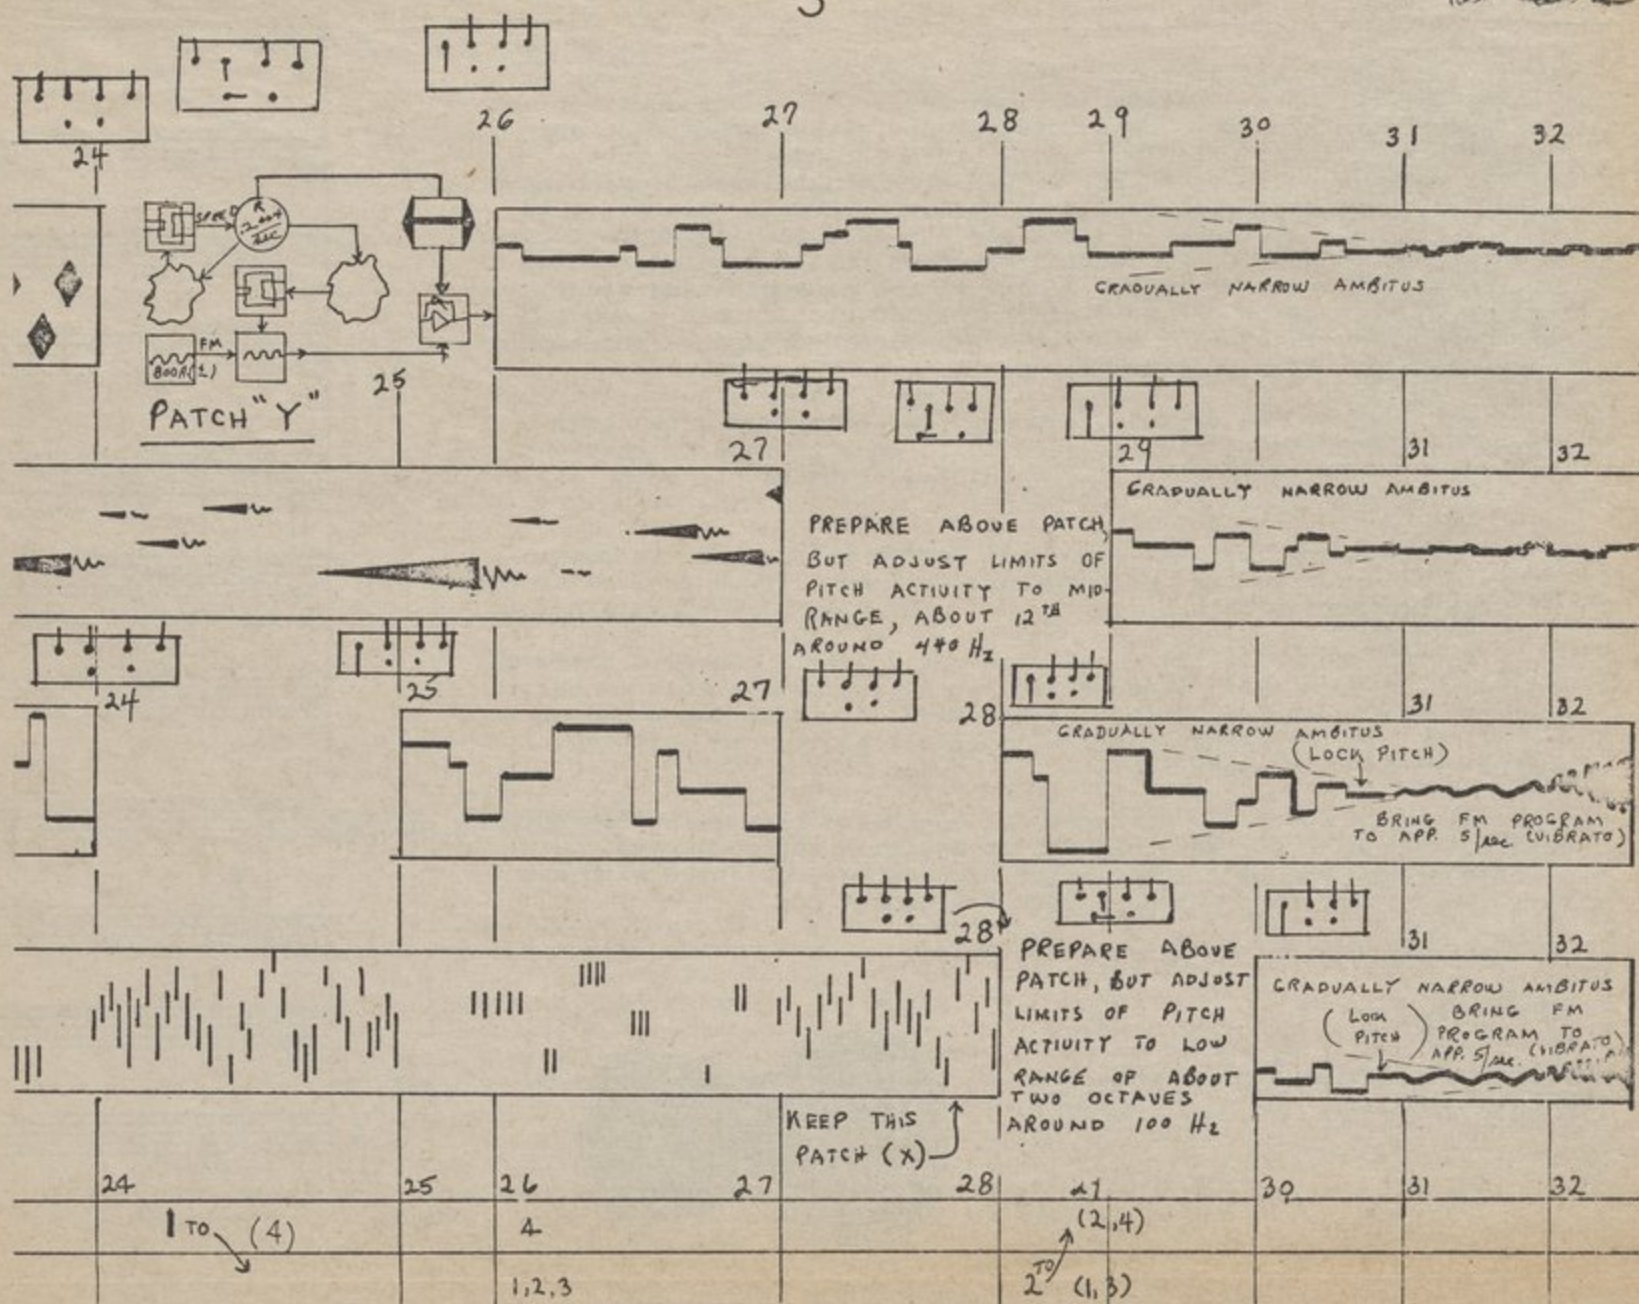 26 27 28 29 30 31 32
24
SPEED
R
FM
25
PATCH "Y"
GRADUALLY NARROW AMBITUS
27 29 31 32
GRADUALLY NARROW AMBITUS
PREPARE ABOVE PATCH,
BUT ADJUST LIMITS OF
PITCH ACTIVITY TO MID-
RANGE, ABOUT 12TH
AROUND 440 Hz
24 25 27 28 31 32
GRADUALLY NARROW AMBITUS
(LOCK PITCH)
BRING FM PROGRAM
TO APP. 5/sec (VIBRATO)
28 31 32
PREPARE ABOVE
PATCH, BUT ADJUST
LIMITS OF PITCH
ACTIVITY TO LOW
RANGE OF ABOUT
TWO OCTAVES
AROUND 100 Hz
GRADUALLY NARROW AMBITUS
(LOCK PITCH)
BRING FM
PROGRAM TO
APP. 5/sec. (VIBRATO)
KEEP THIS
PATCH (X)
24 25 26 27 28 29 30 31 32
1 TO (4) 4 (2,4)
1,2,3 2 TO (1,3)